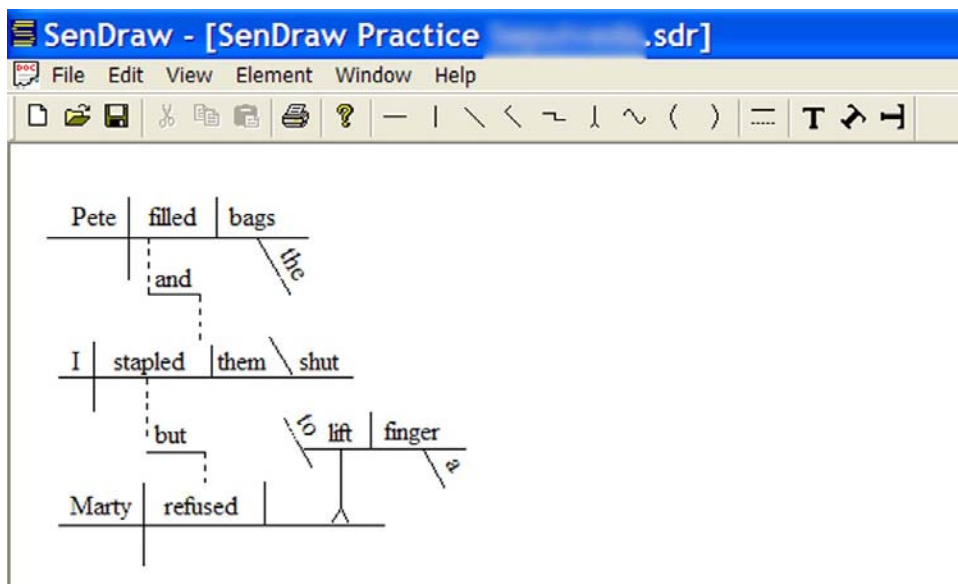 SenDraw - [SenDraw Practice .sdr]
File Edit View Element Window Help
T
Pete filled bags
the
and
I stapled them shut
but
to lift finger
a
Marty refused